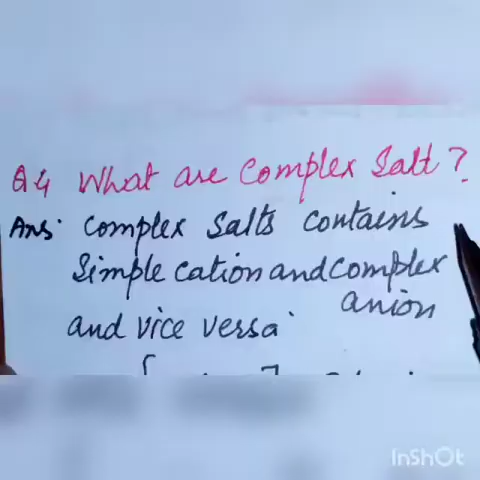 Q4 What are Complex Salt?
Ans. Complex Salts contains
Simple cation and complex
anion
and vice versa
InShOt